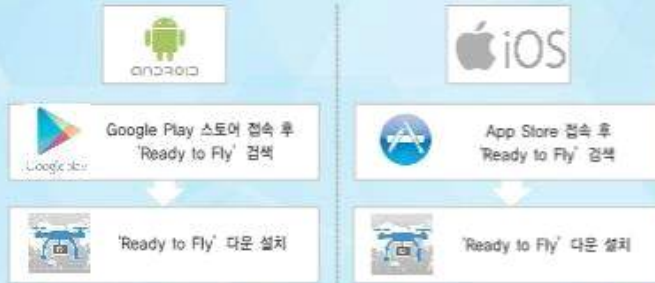 android
iOS
Google Play 스토어 접속 후
'Ready to Fly' 검색
Google play
App Store 접속 후
'Ready to Fly' 검색
'Ready to Fly' 다운 설치
'Ready to Fly' 다운 설치